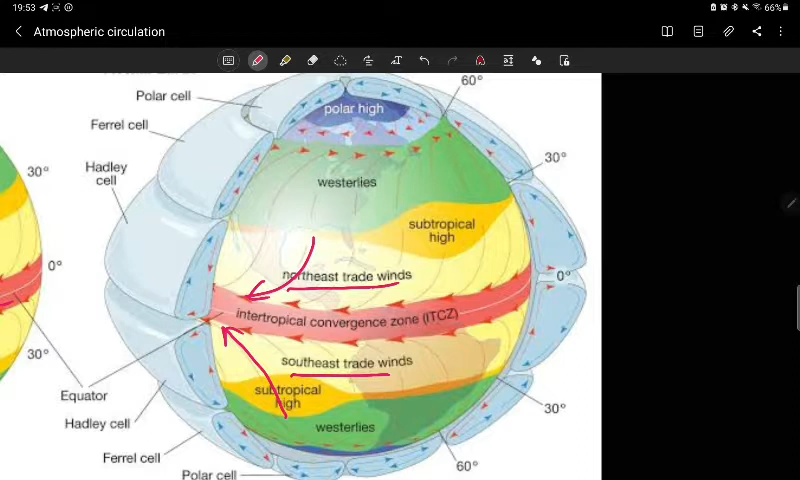 19:53
66%
Atmospheric circulation
60°
Polar cell
polar high
Ferrel cell
30°
30°
Hadley
cell
westerlies
subtropical
high
0°
northeast trade winds
0°
intertropical convergence zone (ITCZ)
30°
southeast trade winds
Equator
subtropical
high
30°
Hadley cell
westerlies
Ferrel cell
60°
Polar cell